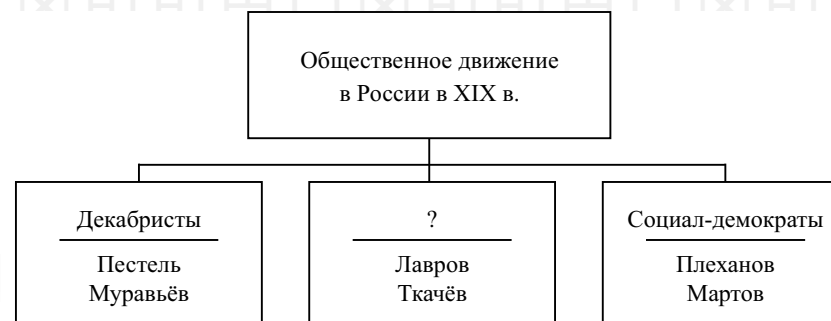 Общественное движение
в России в XIX в.
Декабристы
Пестель
Муравьёв
?
Лавров
Ткачёв
Социал-демократы
Плеханов
Мартов